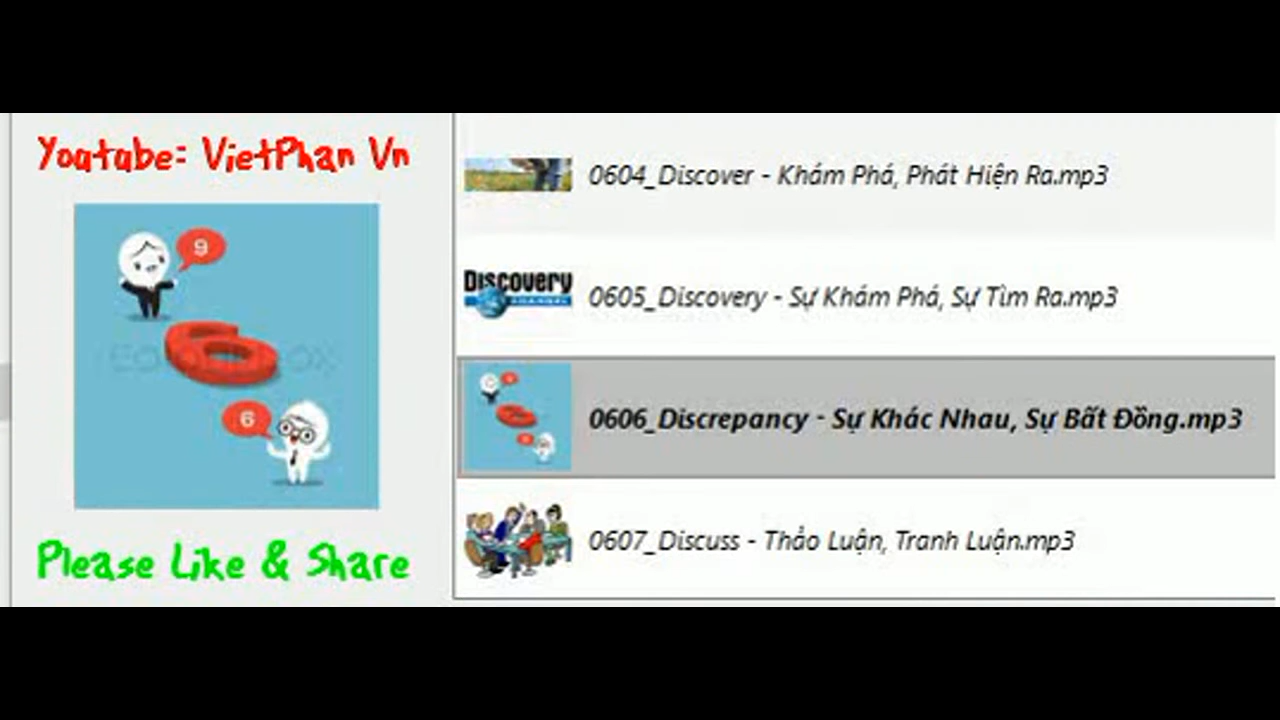 Youtube: VietPhan Vn
9
6
Please Like & Share
0604_Discover - Khám Phá, Phát Hiện Ra.mp3
Discovery
CHANNEL
0605_Discovery - Sự Khám Phá, Sự Tìm Ra.mp3
0606_Discrepancy - Sự Khác Nhau, Sự Bất Đồng.mp3
0607_Discuss - Thảo Luận, Tranh Luận.mp3